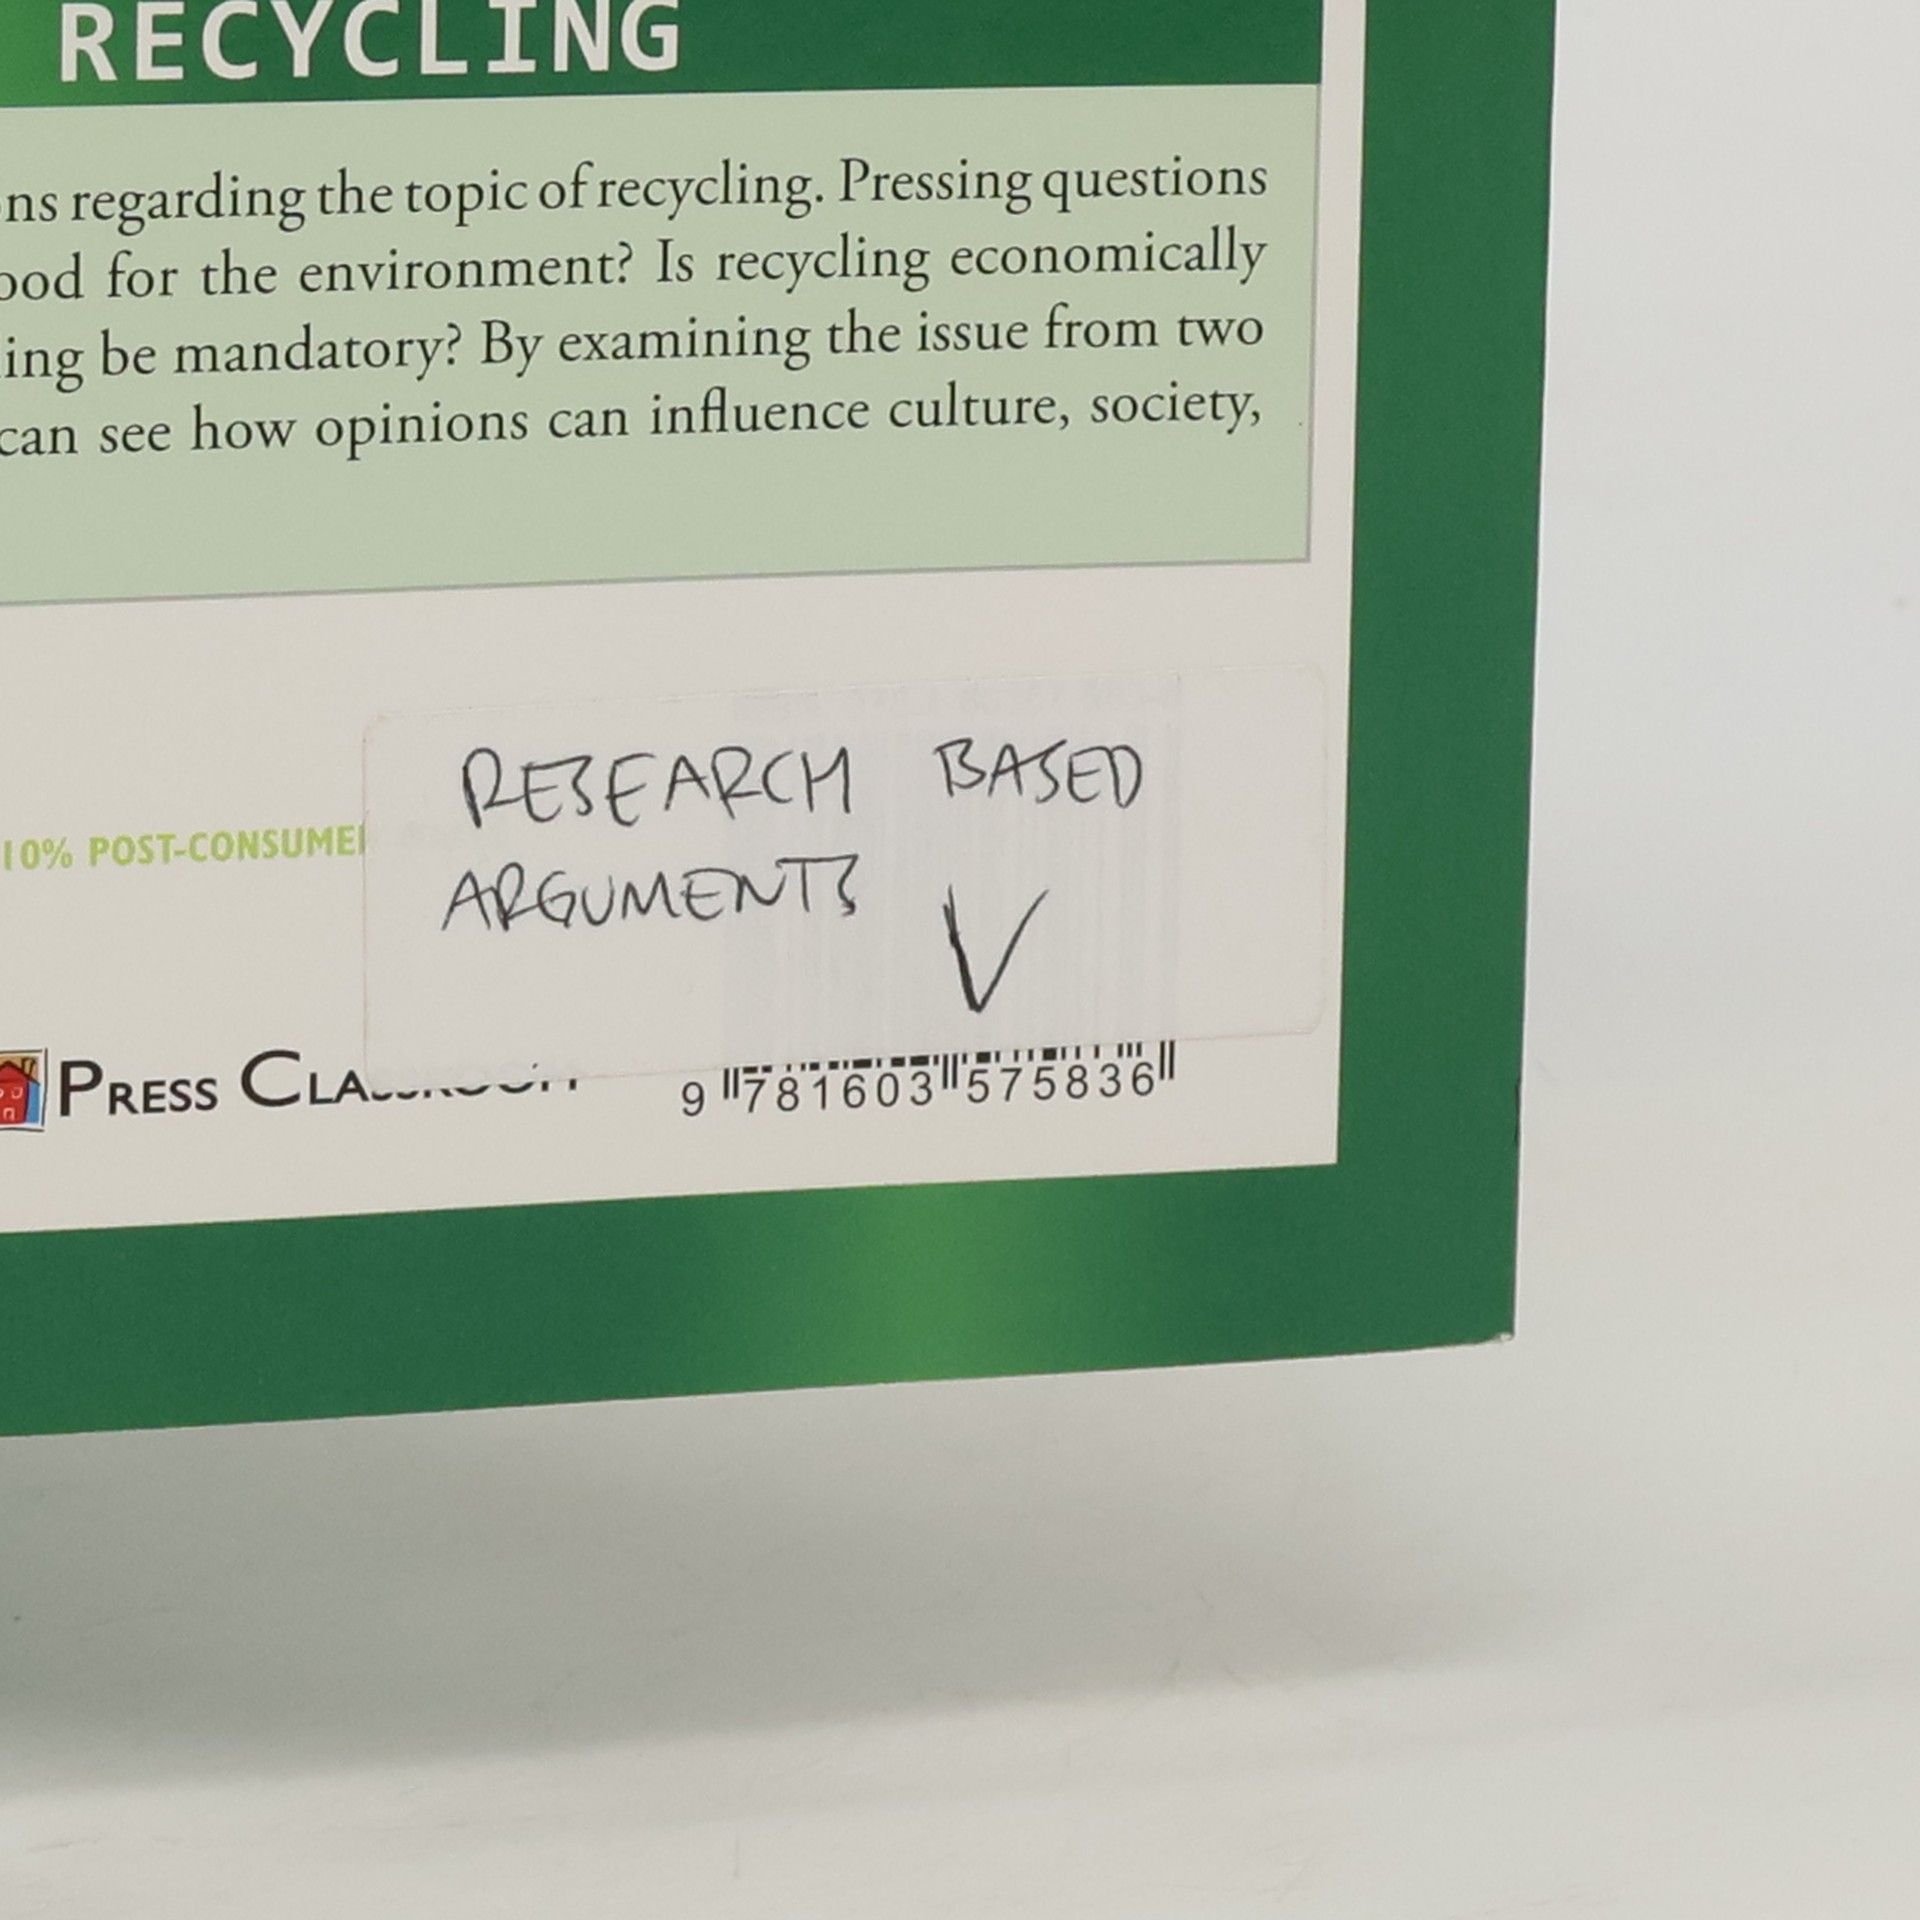 RECYCLING
ns regarding the topic of recycling. Pressing questions
ood for the environment? Is recycling economically
ing be mandatory? By examining the issue from two
can see how opinions can influence culture, society,
RESEARCH BASED
10% POST-CONSUMER
ARGUMENTS V
PRESS CLASSROOM
9 781603 575836